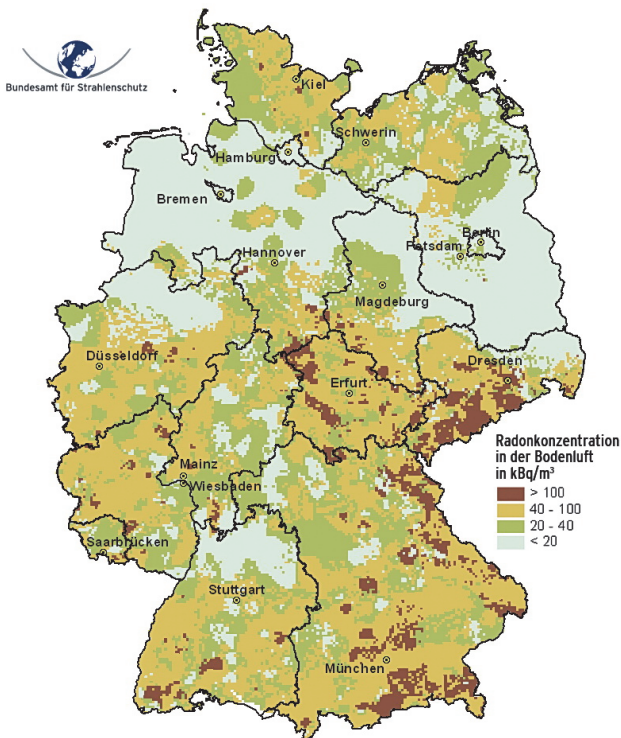 Bundesamt für Strahlenschutz
Kiel
Schwerin
Hamburg
Bremen
Berlin
Potsdam
Hannover
Magdeburg
Düsseldorf
Dresden
Erfurt
Radonkonzentration
in der Bodenluft
in kBq/m³
> 100
40 - 100
20 - 40
< 20
Mainz
Wiesbaden
Saarbrücken
Stuttgart
München